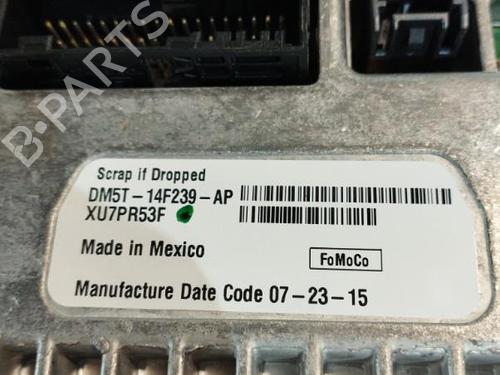 B-PARTS
Scrap if Dropped
DM5T-14F239-AP
XU7PR53F
Made in Mexico
FoMoCo
Manufacture Date Code 07-23-15